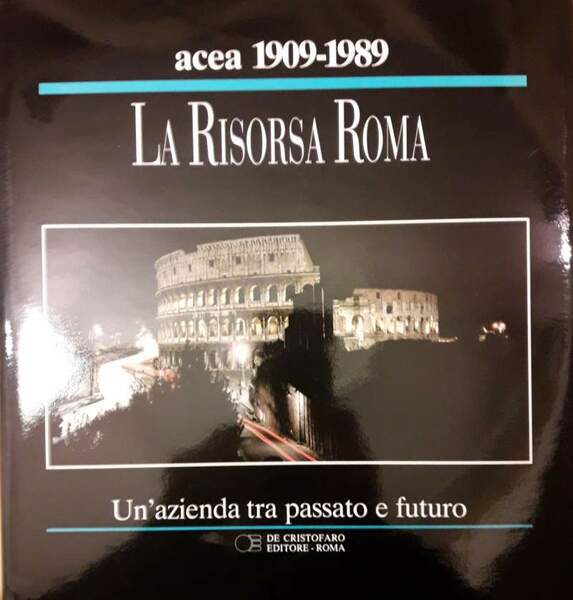 acea 1909-1989
LA RISORSA ROMA
Un'azienda tra passato e futuro
DE CRISTOFARO
EDITORE - ROMA